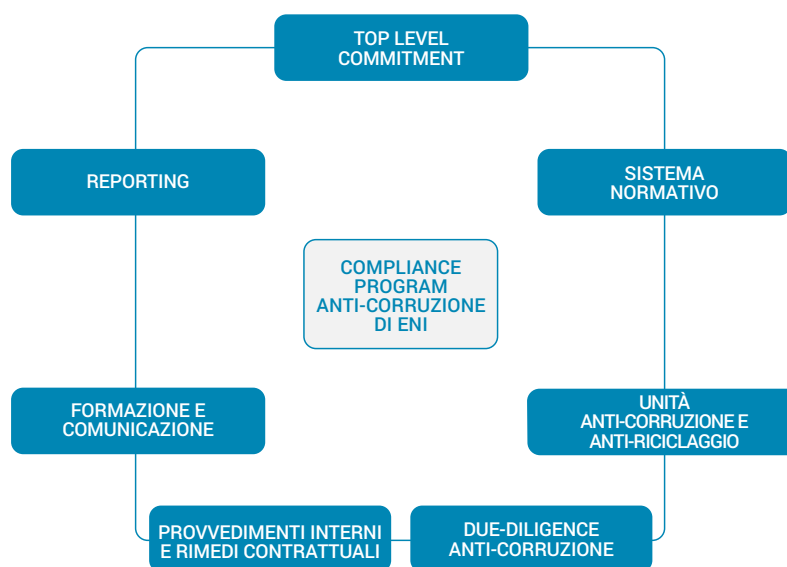 TOP LEVEL
COMMITMENT
REPORTING
SISTEMA
NORMATIVO
COMPLIANCE
PROGRAM
ANTI-CORRUZIONE
DI ENI
FORMAZIONE E
COMUNICAZIONE
UNITÀ
ANTI-CORRUZIONE E
ANTI-RICICLAGGIO
PROVVEDIMENTI INTERNI
E RIMEDI CONTRATTUALI
DUE-DILIGENCE
ANTI-CORRUZIONE